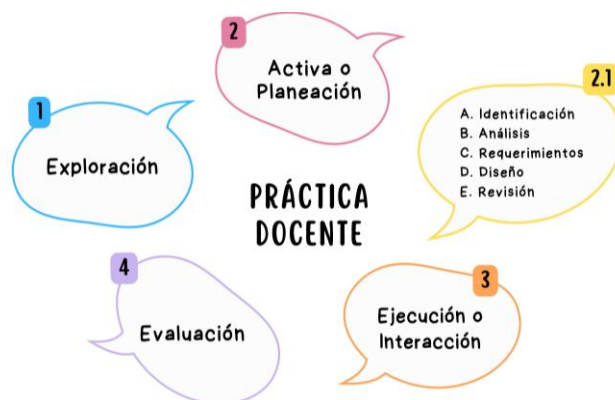 PRÁCTICA
DOCENTE
1
Exploración
2
Activa o
Planeación
2.1
A. Identificación
B. Análisis
C. Requerimientos
D. Diseño
E. Revisión
3
Ejecución o
Interacción
4
Evaluación